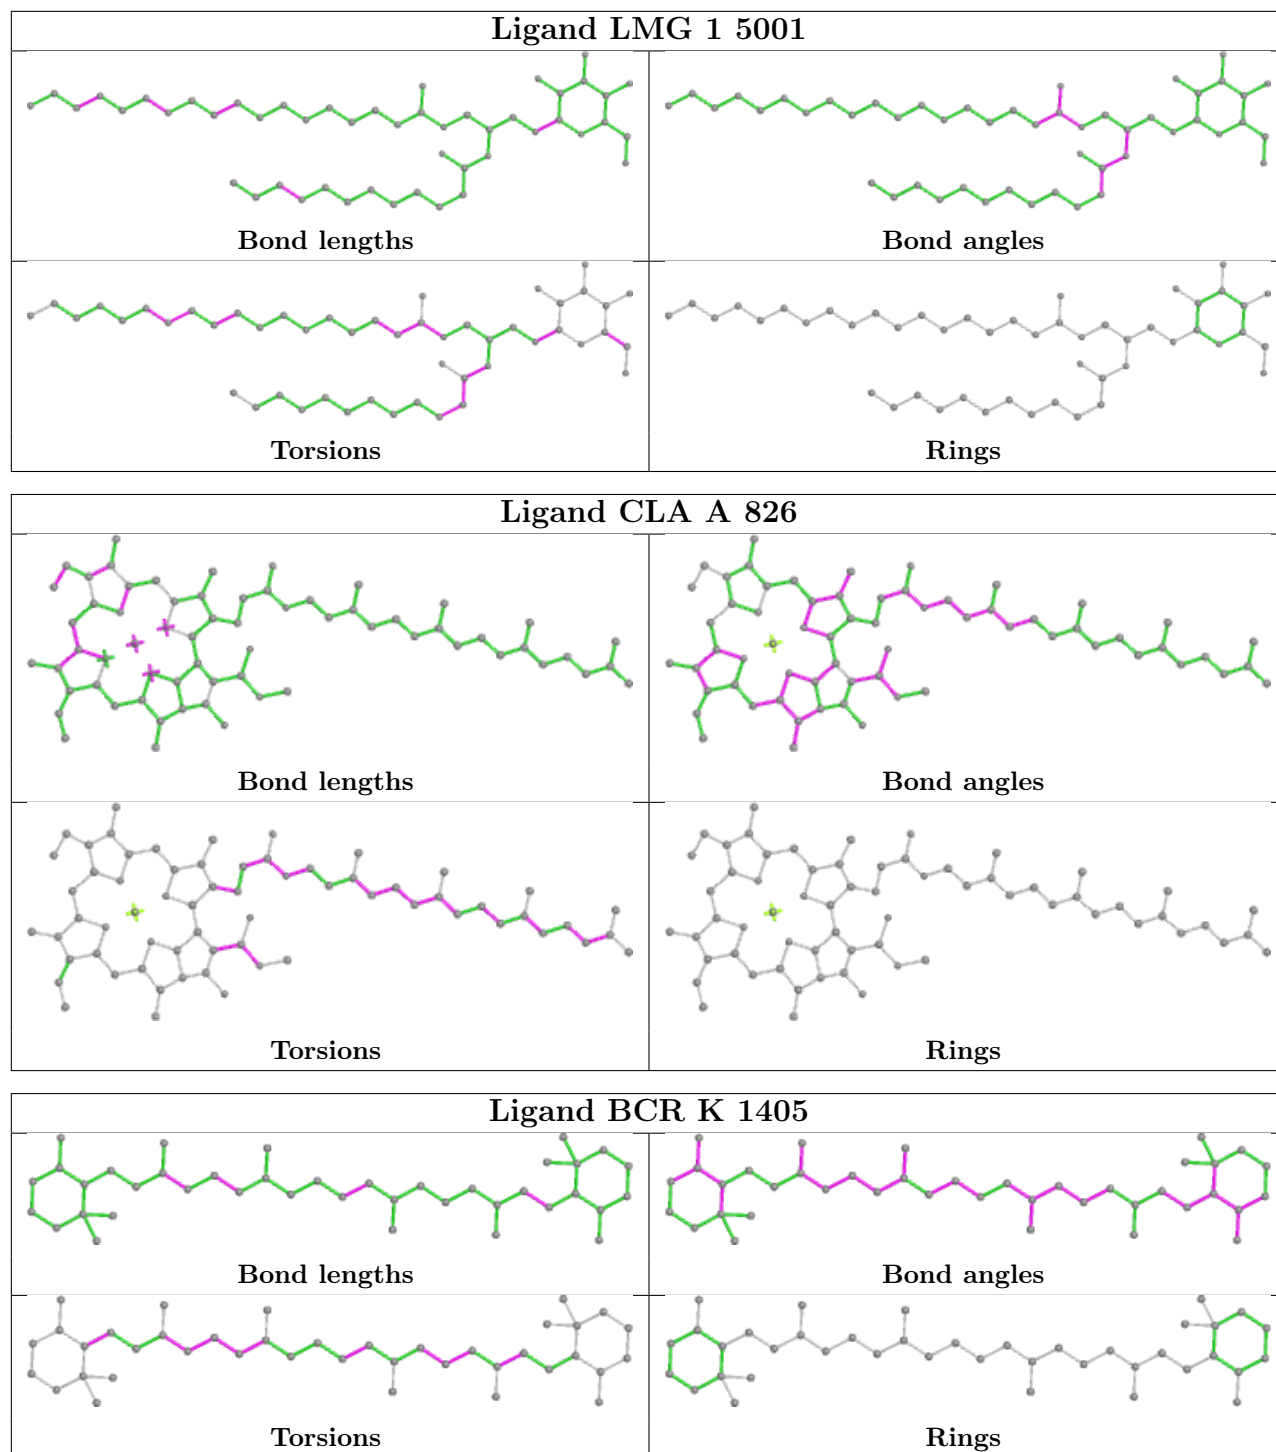 Ligand LMG 1 5001
Bond lengths
Bond angles
Torsions
Rings
Ligand CLA A 826
Bond lengths
Bond angles
Torsions
Rings
Ligand BCR K 1405
Bond lengths
Bond angles
Torsions
Rings